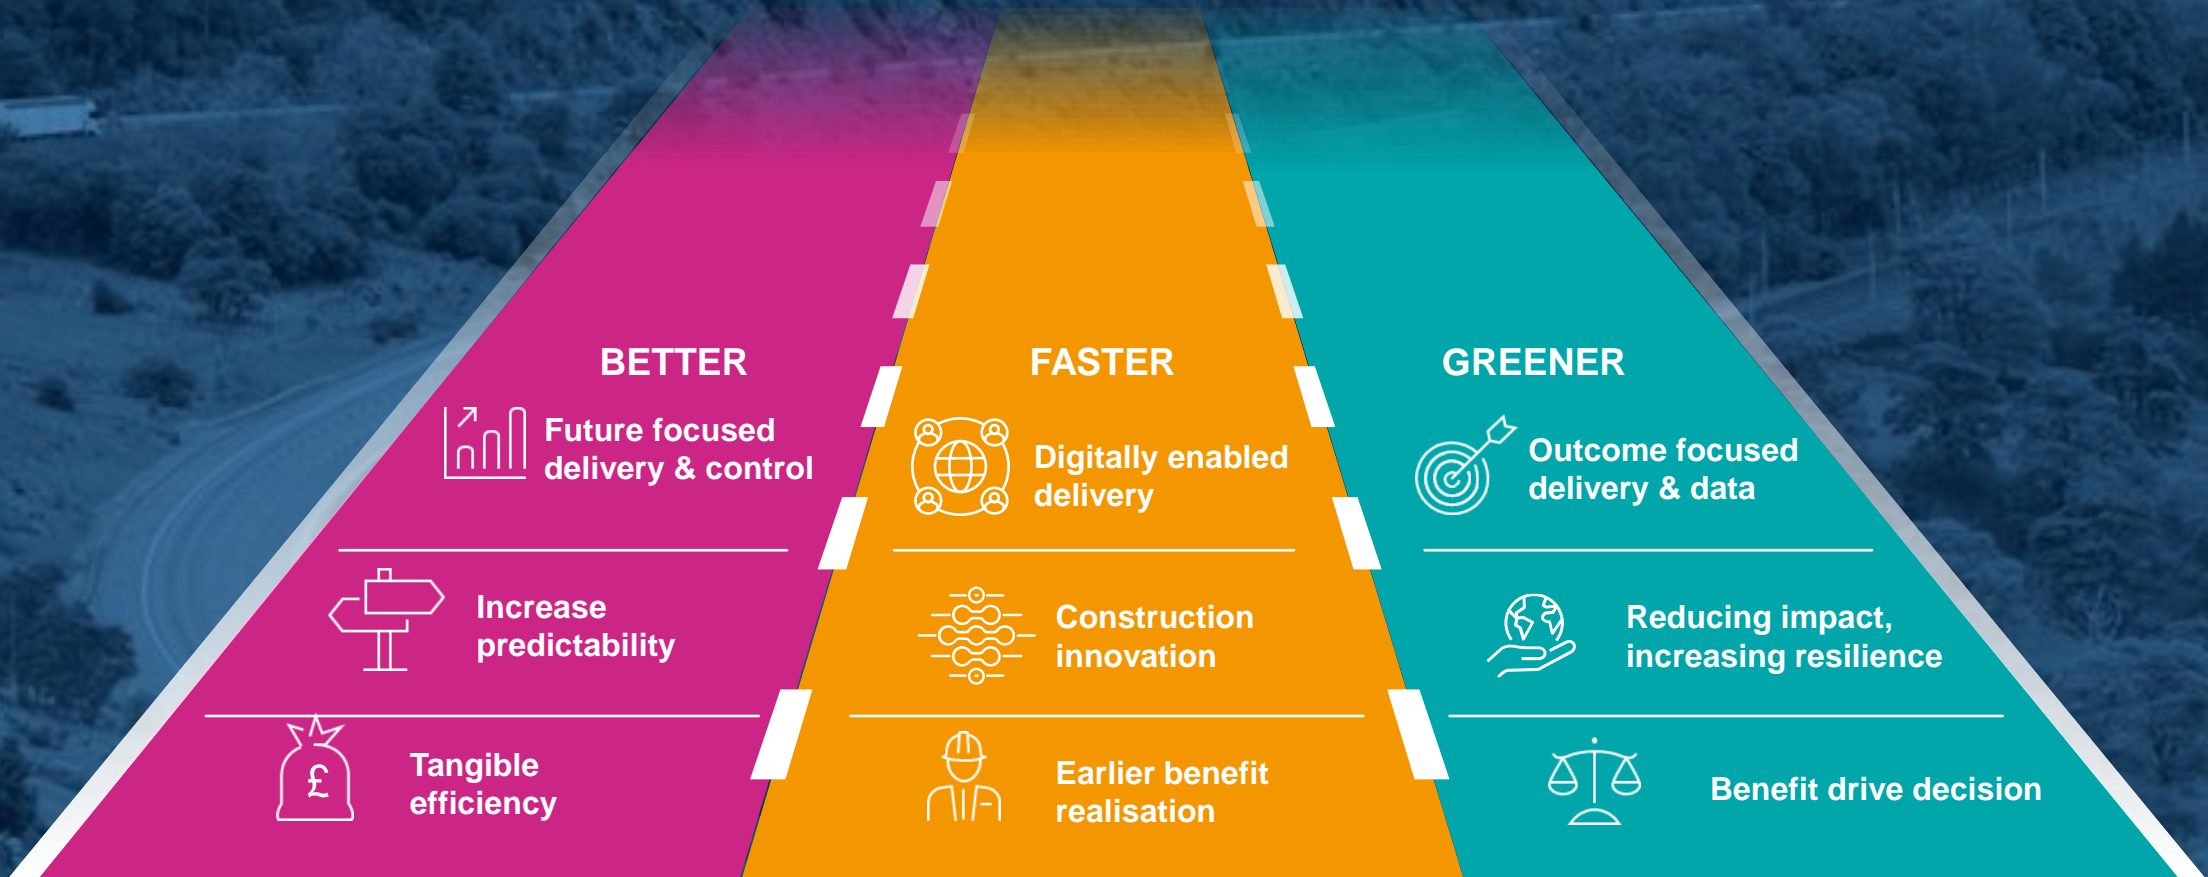 BETTER
Future focused
delivery & control
Increase
predictability
£
Tangible
efficiency
FASTER
Digitally enabled
delivery
Construction
innovation
Earlier benefit
realisation
GREENER
Outcome focused
delivery & data
Reducing impact,
increasing resilience
Benefit drive decision